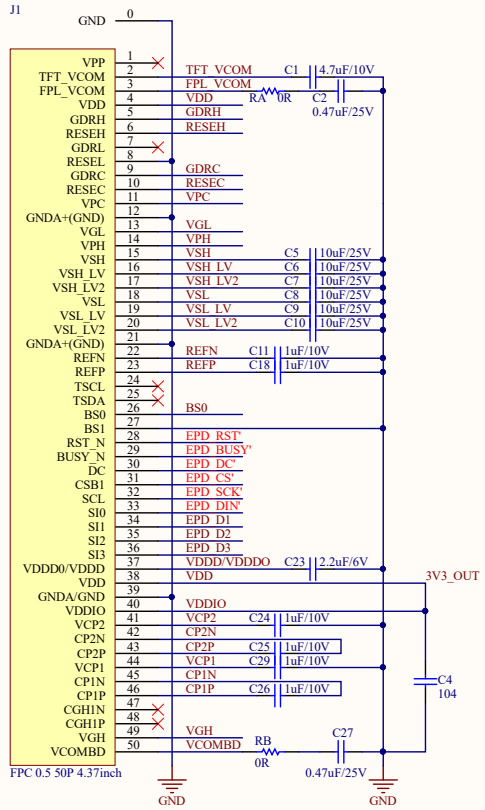 J1
GND 0
VPP 1
TFT_VCOM 2 TFT_VCOM C1 4.7uF/10V
FPL_VCOM 3 FPL_VCOM RA 0R C2 0.47uF/25V
VDD 4 VDD
GDRH 5 GDRH
RESEH 6 RESEH
GDRL 7
RESEL 8
GDRC 9 GDRC
RESEC 10 RESEC
VPC 11 VPC
GNDA+(GND) 12
VGL 13 VGL
VPH 14 VPH
VSH 15 VSH C5 10uF/25V
VSH_LV 16 VSH_LV C6 10uF/25V
VSH_LV2 17 VSH_LV2 C7 10uF/25V
VSL 18 VSL C8 10uF/25V
VSL_LV 19 VSL_LV C9 10uF/25V
VSL_LV2 20 VSL_LV2 C10 10uF/25V
GNDA+(GND) 21
REFN 22 REFN C11 1uF/10V
REFP 23 REFP C18 1uF/10V
TSCL 24
TSDA 25
BS0 26 BS0
BS1 27
RST_N 28 EPD_RST'
BUSY_N 29 EPD_BUSY'
DC 30 EPD_DC'
CSB1 31 EPD_CS'
SCL 32 EPD_SCK'
SI0 33 EPD_DIN'
SI1 34 EPD_D1
SI2 35 EPD_D2
SI3 36 EPD_D3
VDDD0/VDDD 37 VDDD/VDDDO C23 2.2uF/6V
VDD 38 VDD 3V3_OUT
GNDA/GND 39
VDDIO 40 VDDIO
VCP2 41 VCP2 C24 1uF/10V
CP2N 42 CP2N
CP2P 43 CP2P C25 1uF/10V
VCP1 44 VCP1 C29 1uF/10V
CP1N 45 CP1N
CP1P 46 CP1P C26 1uF/10V
C4
104
CGH1N 47
CGH1P 48
VGH 49 VGH
VCOMBD 50 VCOMBD RB 0R C27 0.47uF/25V
FPC 0.5 50P 4.37inch
GND GND